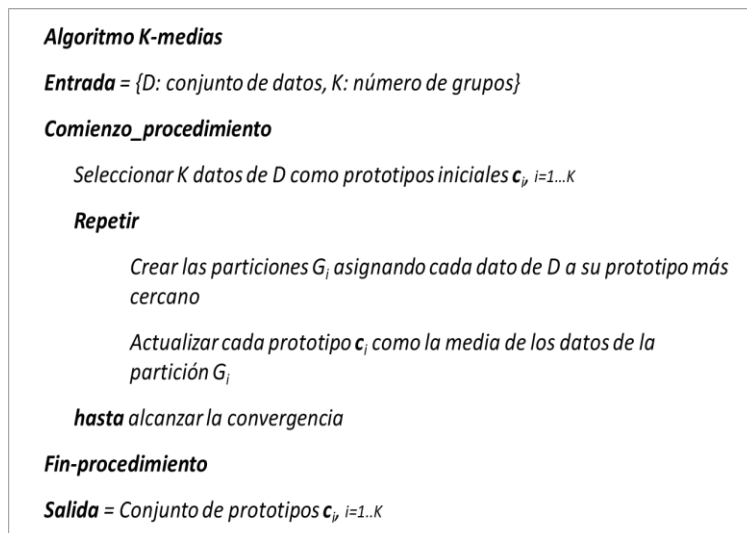 Algoritmo K-medias
Entrada = {D: conjunto de datos, K: número de grupos}
Comienzo_procedimiento
Seleccionar K datos de D como prototipos iniciales ci, i=1...K
Repetir
Crear las particiones Gi asignando cada dato de D a su prototipo más
cercano
Actualizar cada prototipo ci como la media de los datos de la
partición Gi
hasta alcanzar la convergencia
Fin-procedimiento
Salida = Conjunto de prototipos ci, i=1..K